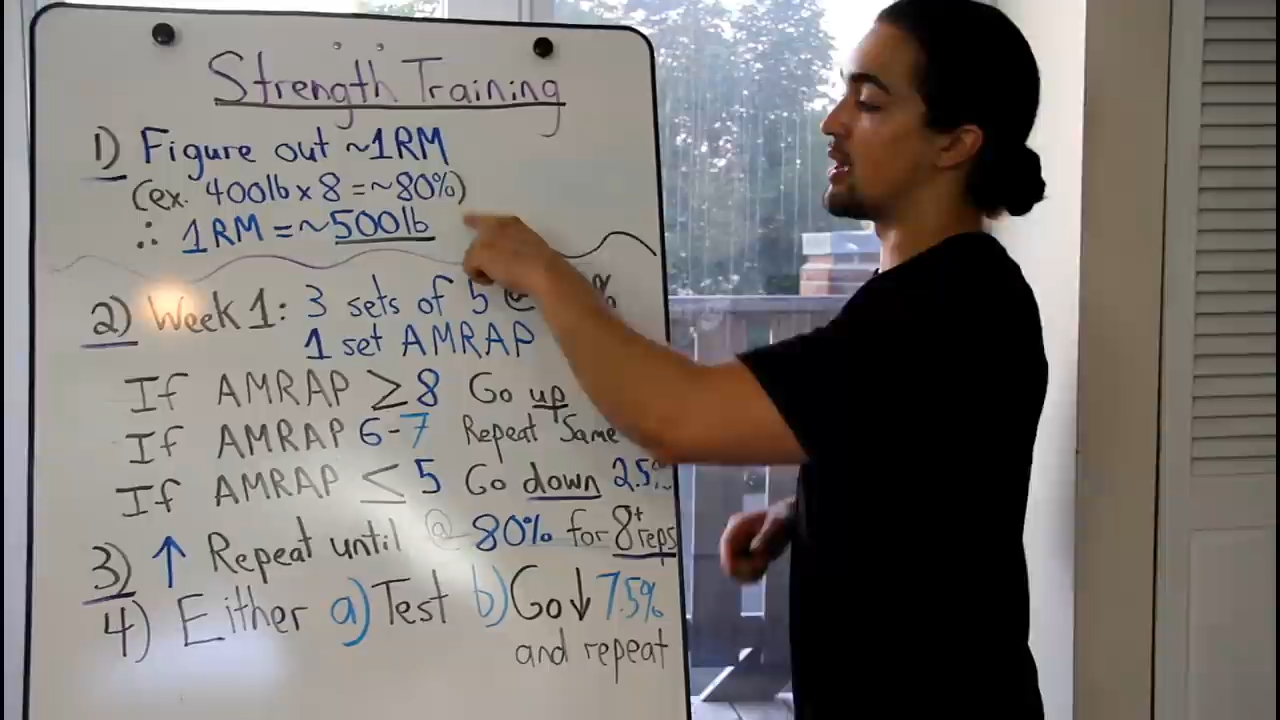 Strength Training
1) Figure out ~1RM
(ex. 400lb x 8 = ~80%)
∴ 1RM = ~500lb
2) Week 1: 3 sets of 5 @ %
1 set AMRAP
If AMRAP ≥ 8 Go up
If AMRAP 6-7 Repeat Same
If AMRAP ≤ 5 Go down 2.5%
3) ↑ Repeat until @ 80% for 8+ reps
4) Either a) Test b) Go ↓ 7.5%
and repeat